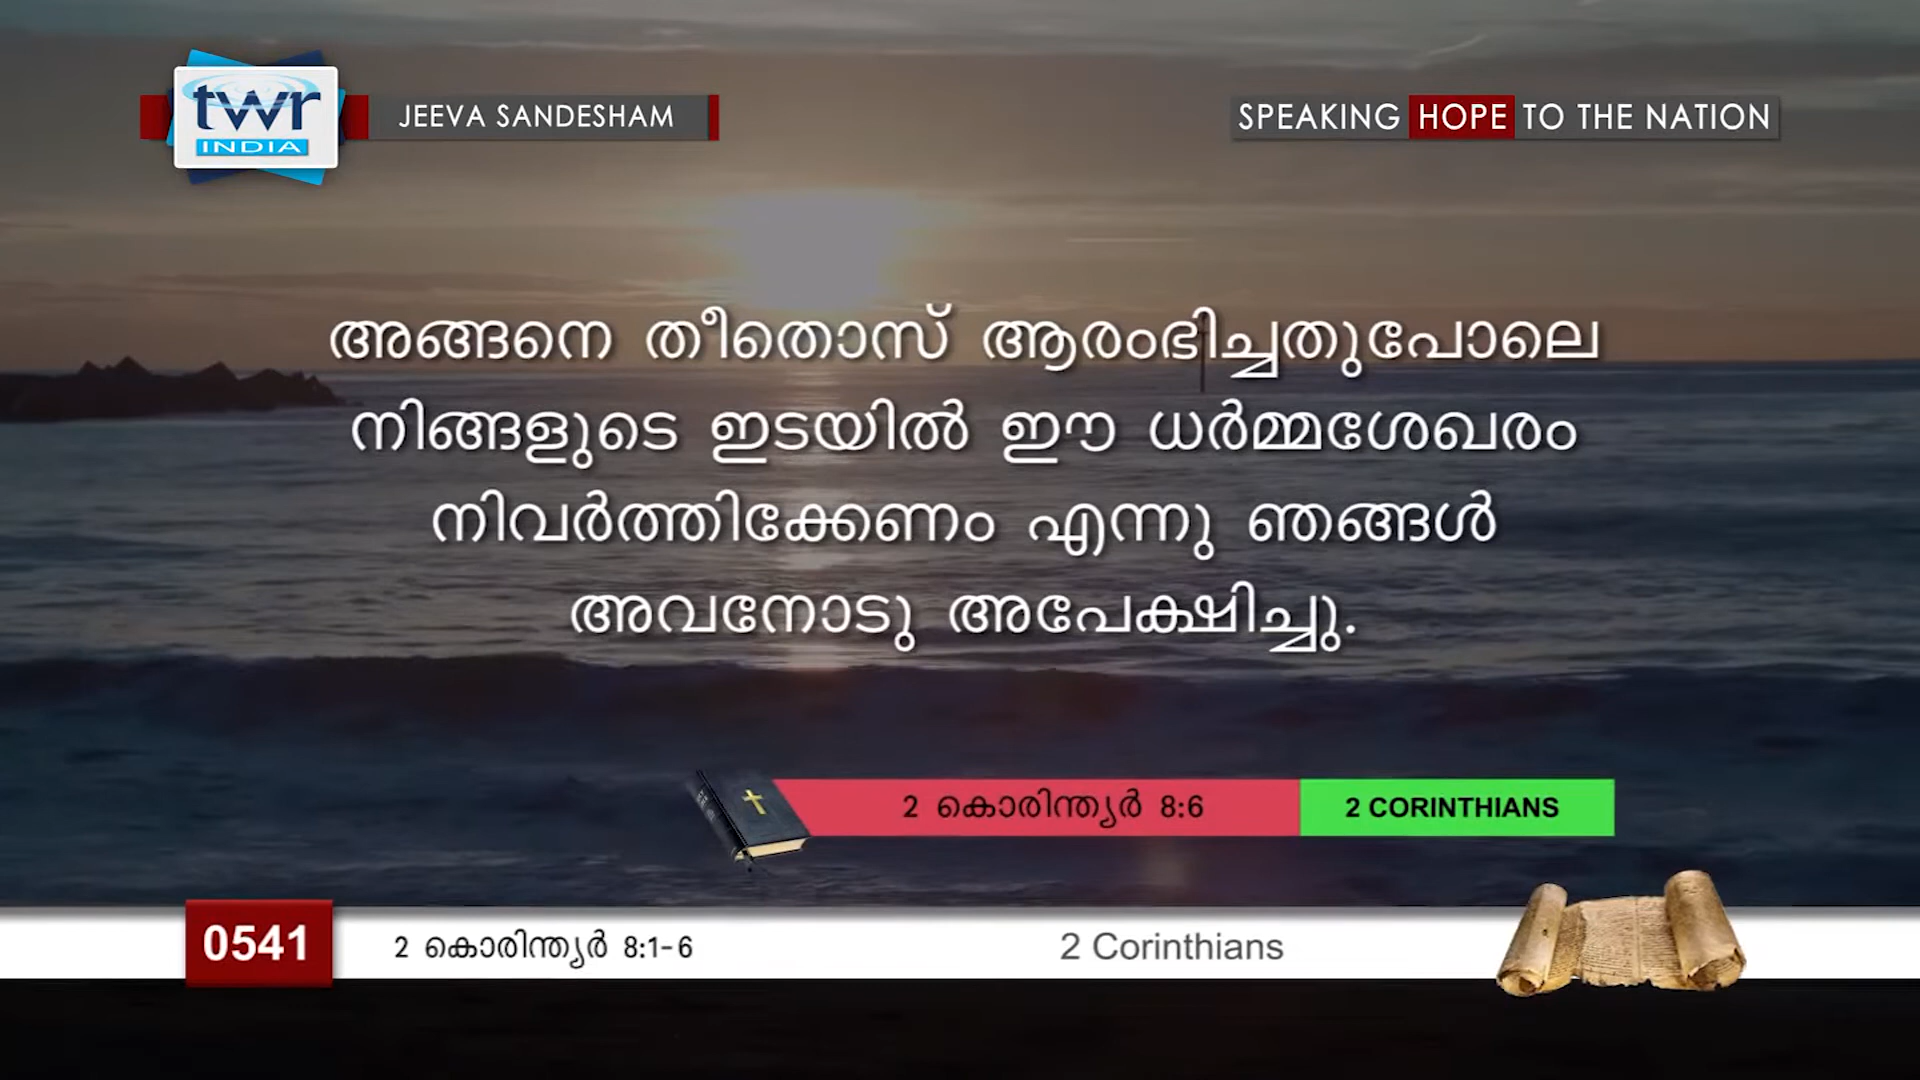 twr
INDIA
JEEVA SANDESHAM
SPEAKING HOPE TO THE NATION
അങ്ങനെ തീതൊസ് ആരംഭിച്ചതുപോലെ
നിങ്ങളുടെ ഇടയിൽ ഈ ധർമ്മശേഖരം
നിവർത്തിക്കേണം എന്നു ഞങ്ങൾ
അവനോടു അപേക്ഷിച്ചു.
2 കൊരിന്ത്യർ 8:6
2 CORINTHIANS
0541
2 കൊരിന്ത്യർ 8:1-6
2 Corinthians